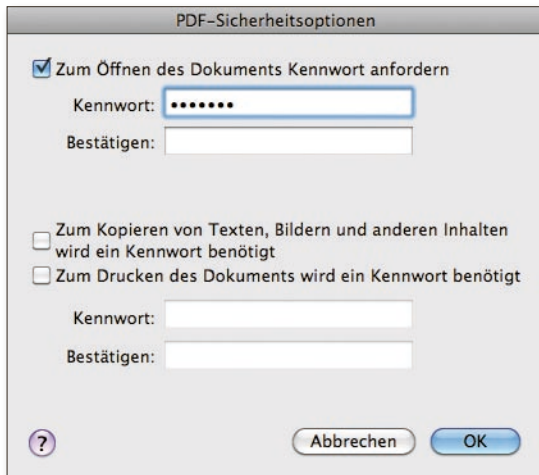 PDF-Sicherheitsoptionen
Zum Öffnen des Dokuments Kennwort anfordern
Kennwort: •••••••
Bestätigen:
Zum Kopieren von Texten, Bildern und anderen Inhalten
wird ein Kennwort benötigt
Zum Drucken des Dokuments wird ein Kennwort benötigt
Kennwort:
Bestätigen:
? Abbrechen OK